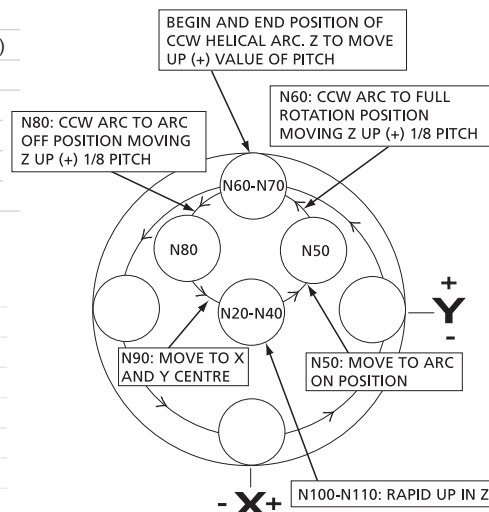 )
BEGIN AND END POSITION OF
CCW HELICAL ARC. Z TO MOVE
UP (+) VALUE OF PITCH
N60: CCW ARC TO FULL
ROTATION POSITION
MOVING Z UP (+) 1/8 PITCH
N80: CCW ARC TO ARC
OFF POSITION MOVING
Z UP (+) 1/8 PITCH
N60-N70
N80
N50
N20-N40
+
Y
-
N90: MOVE TO X
AND Y CENTRE
N50: MOVE TO ARC
ON POSITION
- X+
N100-N110: RAPID UP IN Z